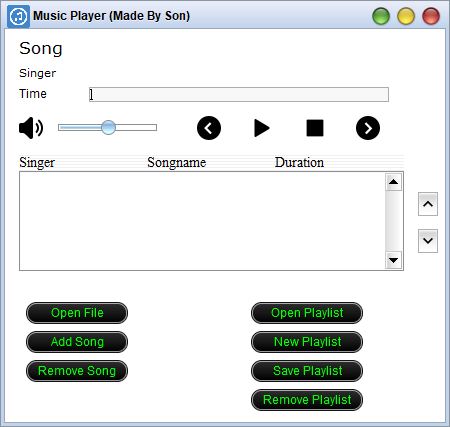 Music Player (Made By Son)
Song
Singer
Time
Singer Songname Duration
Open File Open Playlist
Add Song New Playlist
Remove Song Save Playlist
Remove Playlist